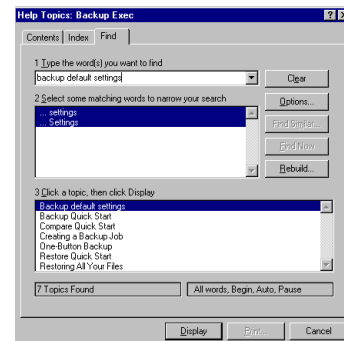 Help Topics: Backup Exec
Contents Index Find
1 Type the word(s) you want to find
backup default settings
Clear
2 Select some matching words to narrow your search
Options...
... settings
... Settings
Find Similar...
Find Now
Rebuild...
3 Click a topic, then click Display
Backup default settings
Backup Quick Start
Compare Quick Start
Creating a Backup Job
One-Button Backup
Restore Quick Start
Restoring All Your Files
7 Topics Found
All words, Begin, Auto, Pause
Display Print... Cancel